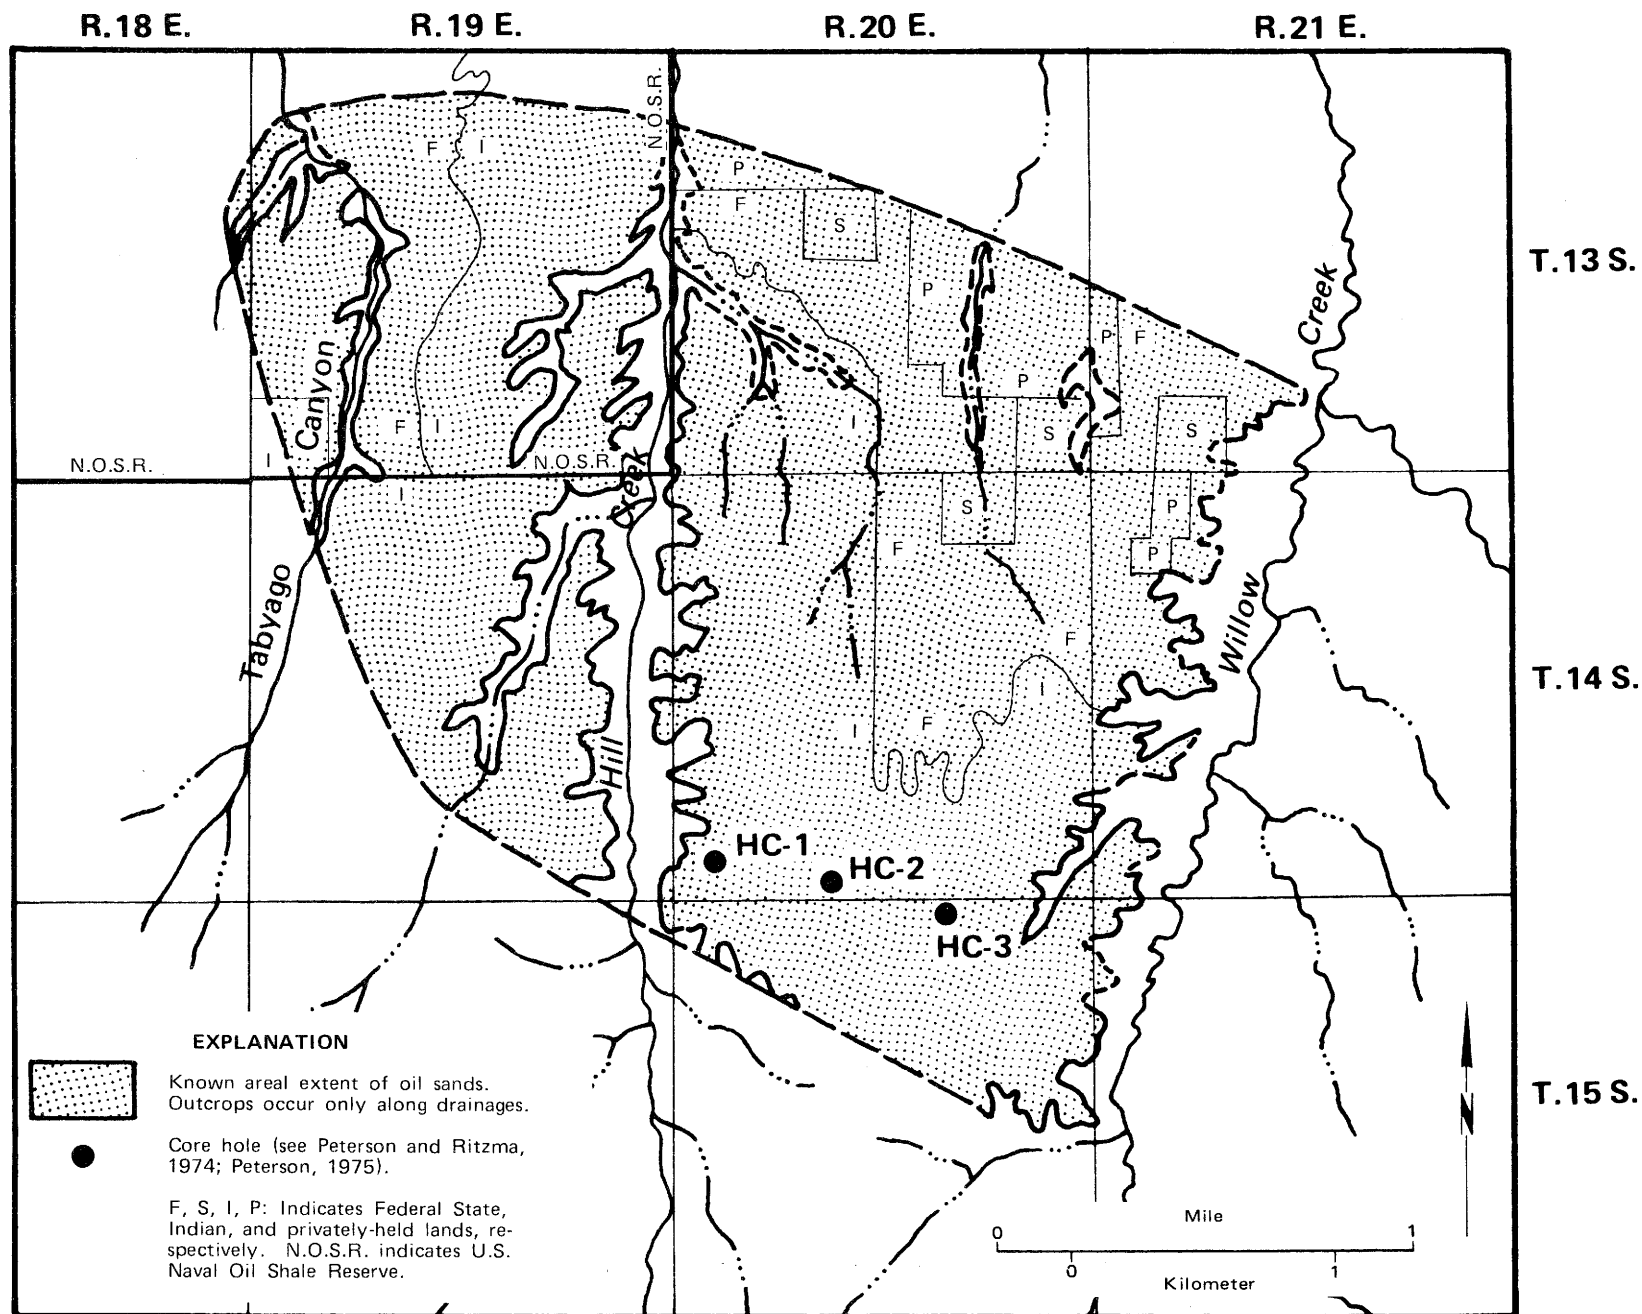 R.18 E. R.19 E. R.20 E. R.21 E.
N.O.S.R.
F I
P
F
S
T.13 S.
P
Creek
P F
Canyon
P
F I
I
S
S
N.O.S.R.
I
N.O.S.R.
Creek
I
S
P
F
P
Tabyago
Willow
F
T.14 S.
I
I
F
Hill
HC-1
HC-2
HC-3
EXPLANATION
Known areal extent of oil sands.
Outcrops occur only along drainages.
T.15 S.
N
Core hole (see Peterson and Ritzma,
1974; Peterson, 1975).
F, S, I, P: Indicates Federal State,
Indian, and privately-held lands, re-
spectively. N.O.S.R. indicates U.S.
Naval Oil Shale Reserve.
Mile
0 1
0 1
Kilometer